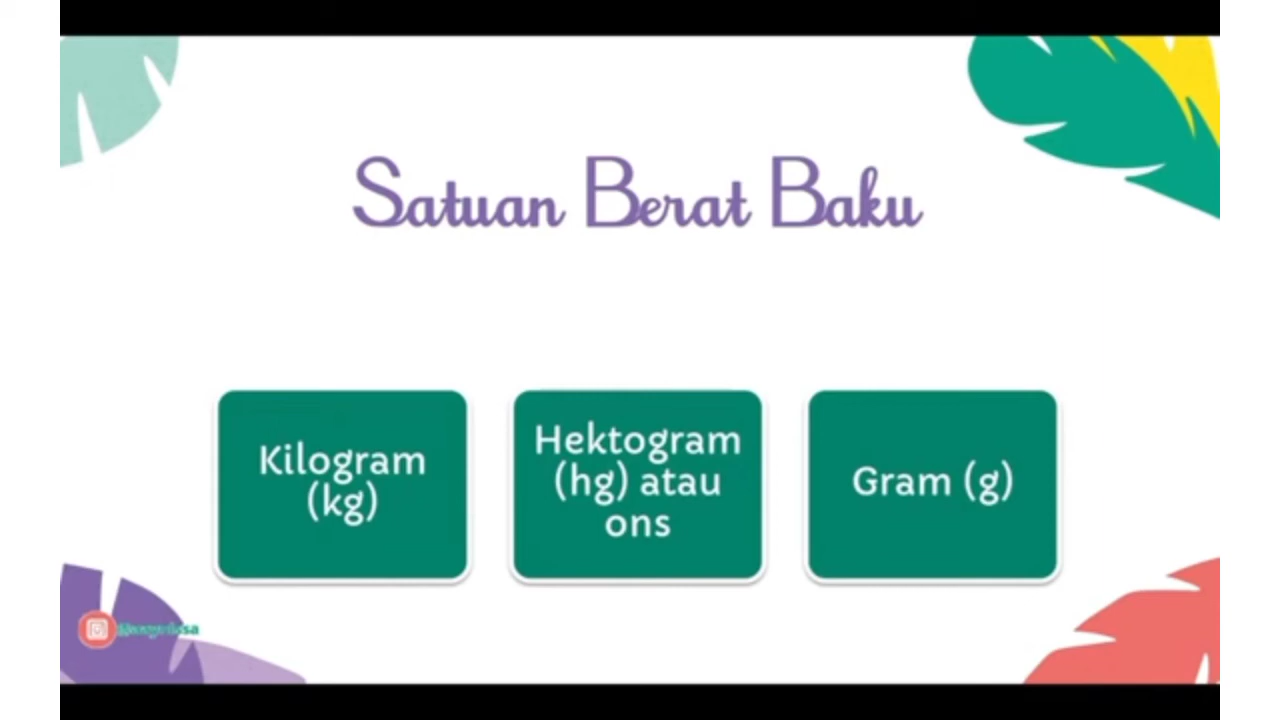 Satuan Berat Baku
Kilogram
(kg)
Hektogram
(hg) atau
ons
Gram (g)